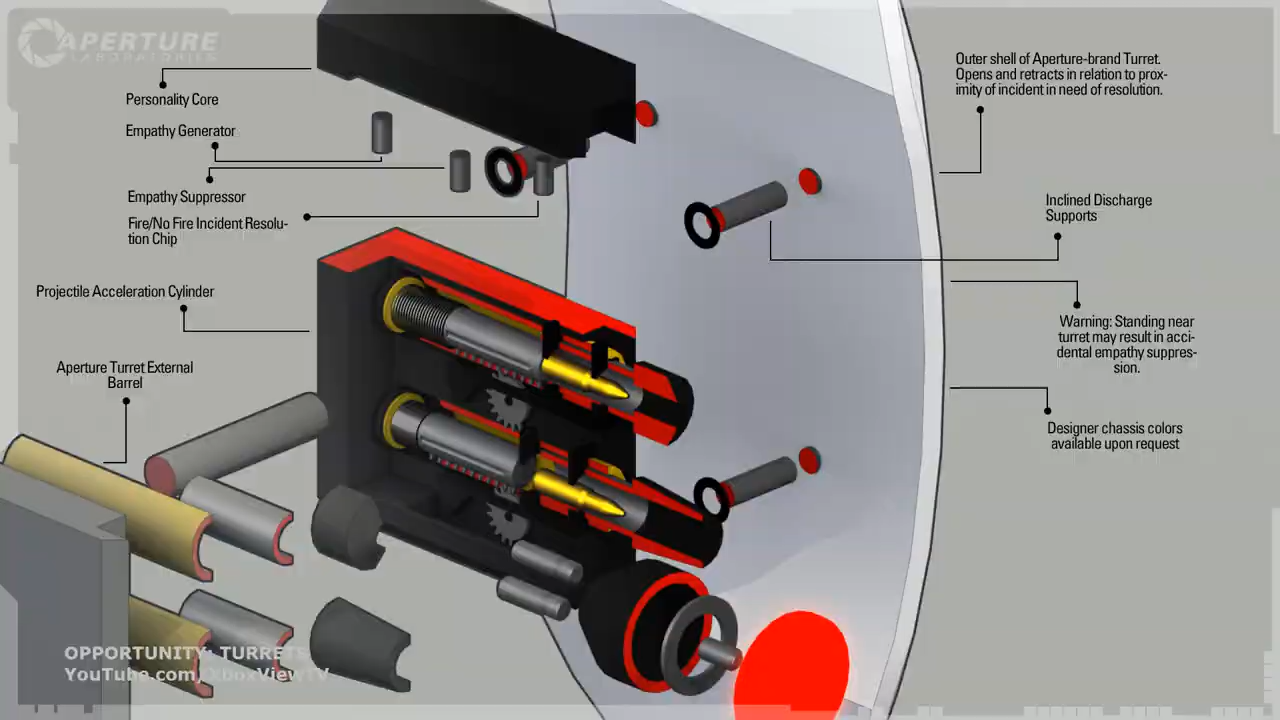 APERTURE
LABORATORIES
Personality Core
Empathy Generator
Empathy Suppressor
Fire/No Fire Incident Resolu-
tion Chip
Projectile Acceleration Cylinder
Aperture Turret External
Barrel
Outer shell of Aperture-brand Turret.
Opens and retracts in relation to prox-
imity of incident in need of resolution.
Inclined Discharge
Supports
Warning: Standing near
turret may result in acci-
dental empathy suppres-
sion.
Designer chassis colors
available upon request
OPPORTUNITY: TURRETS
YouTube.com/XboxViewTV